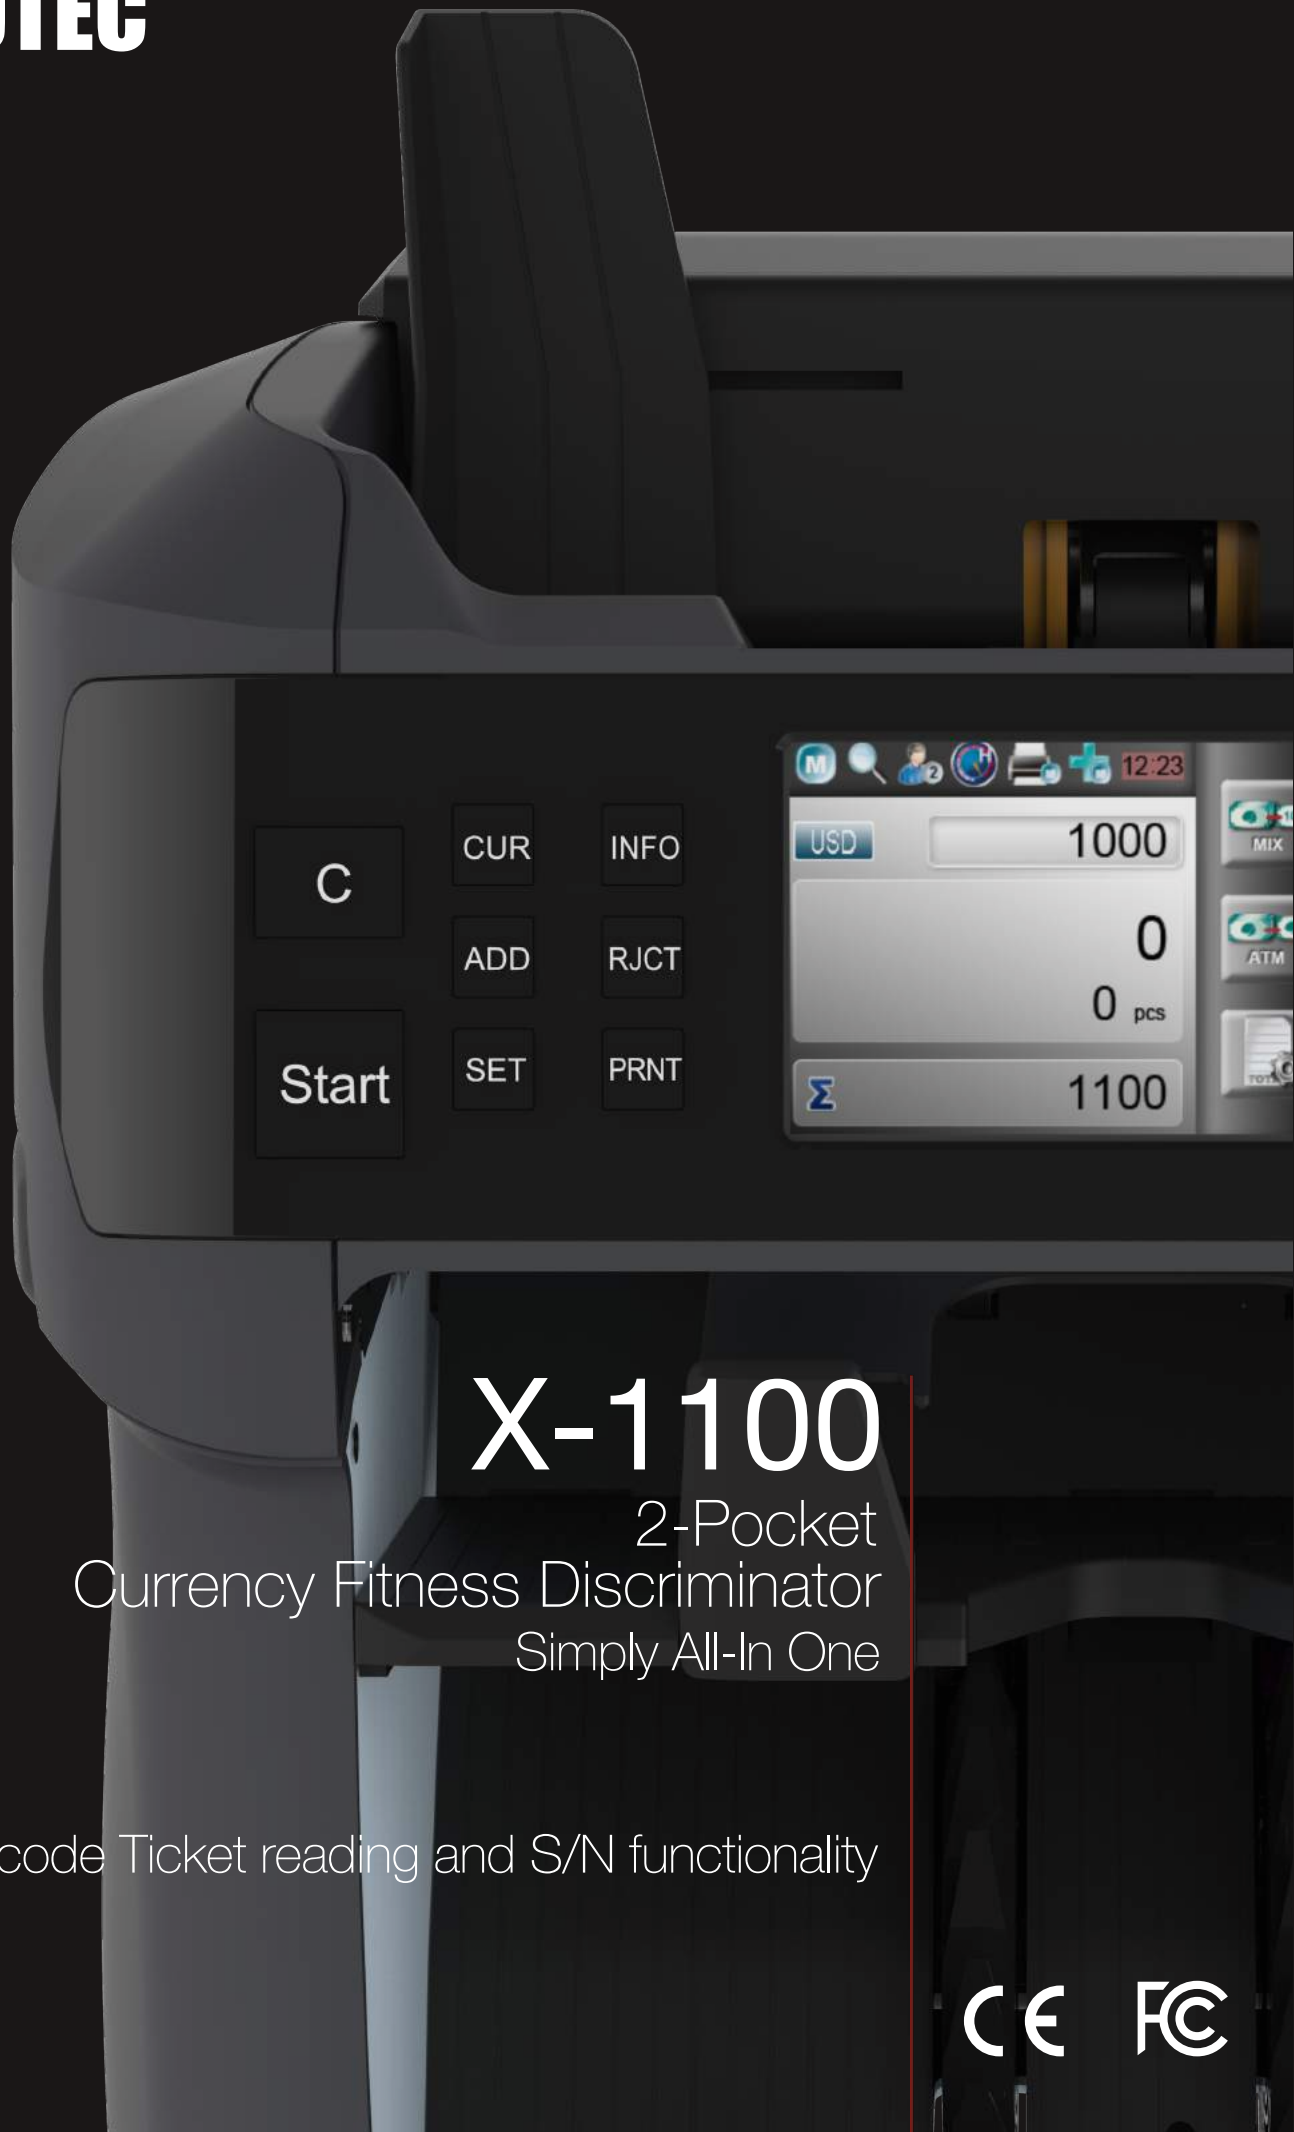 M 2 H M M 12:23
USD 1000
MIX
C CUR INFO
0
ATM
ADD RJCT
0 pcs
Start SET PRNT
Σ 1100
X-1100
2-Pocket
Currency Fitness Discriminator
Simply All-In One
code Ticket reading and S/N functionality
CE FC